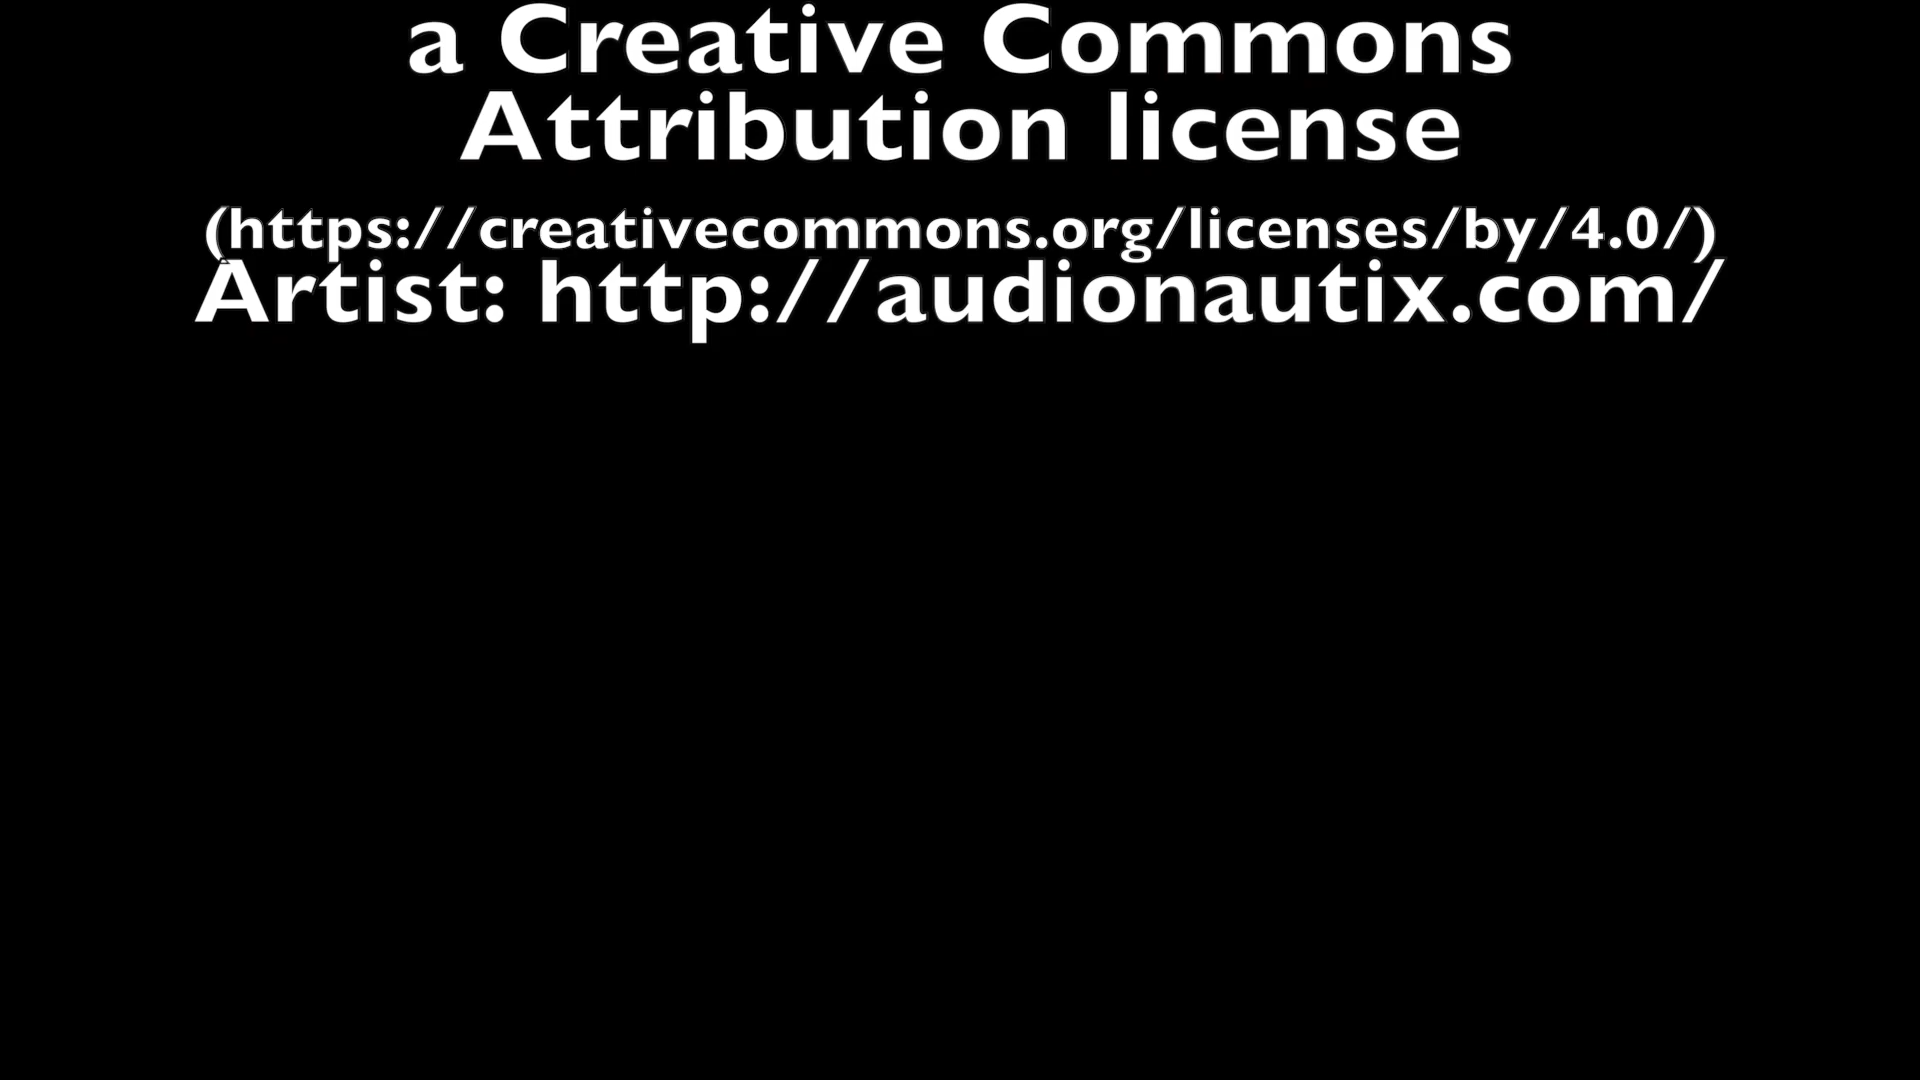 a Creative Commons
Attribution license
(https://creativecommons.org/licenses/by/4.0/)
Artist: http://audionautix.com/